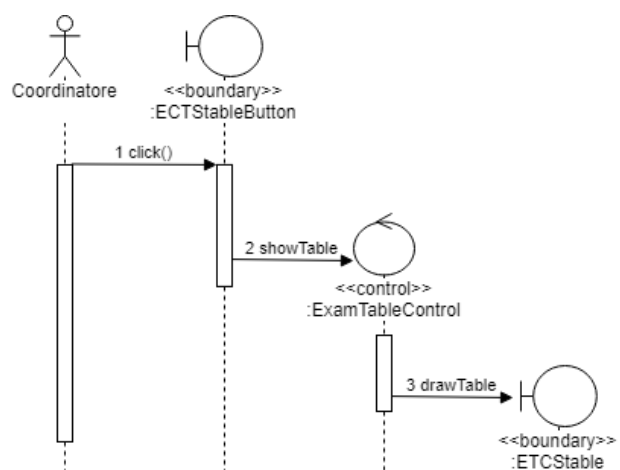 Coordinatore
<<boundary>>
:ECTStableButton
1 click()
2 showTable
<<control>>
:ExamTableControl
3 drawTable
<<boundary>>
:ETCStable